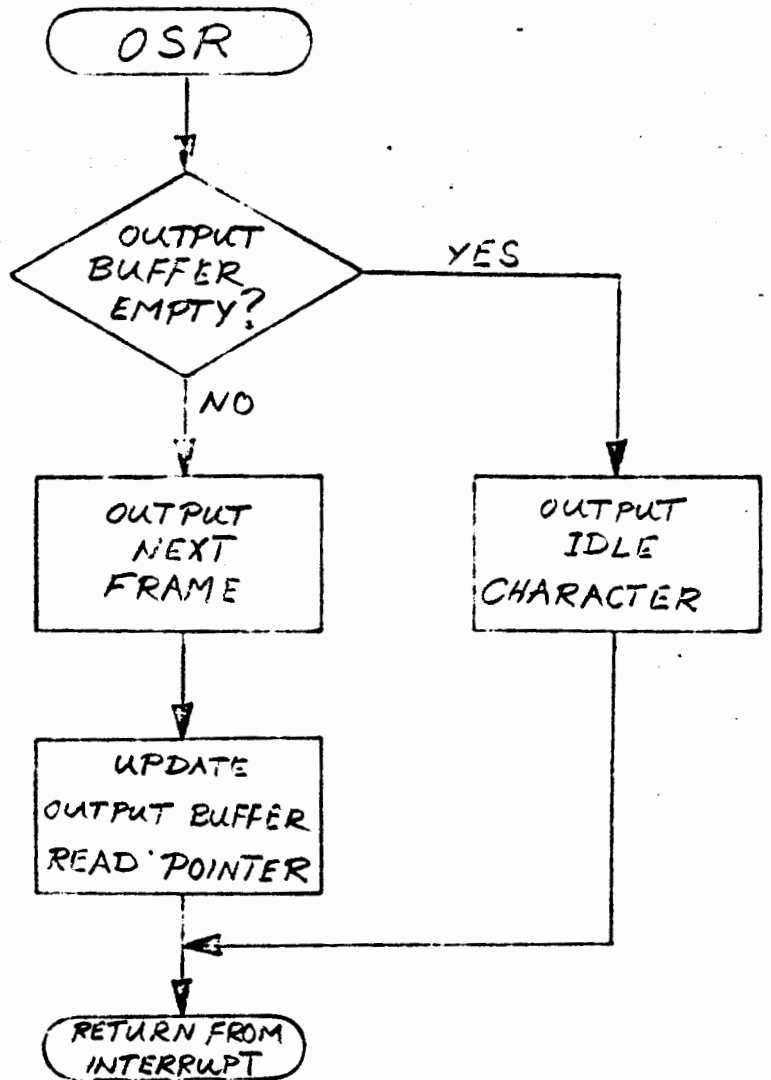 OSR
OUTPUT
BUFFER
EMPTY?
YES
NO
OUTPUT
NEXT
FRAME
OUTPUT
IDLE
CHARACTER
UPDATE
OUTPUT BUFFER
READ POINTER
RETURN FROM
INTERRUPT